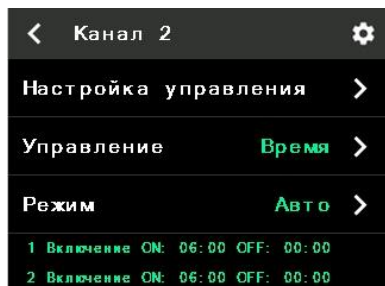 Канал 2
Настройка управления
Управление Время
Режим Авто
1 Включение ON: 06:00 OFF: 00:00
2 Включение ON: 06:00 OFF: 00:00